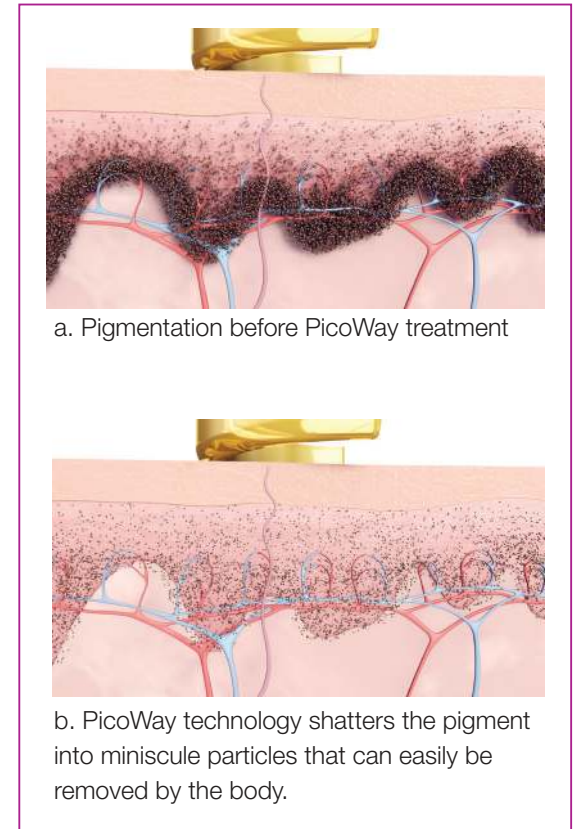 a. Pigmentation before PicoWay treatment
b. PicoWay technology shatters the pigment
into miniscule particles that can easily be
removed by the body.